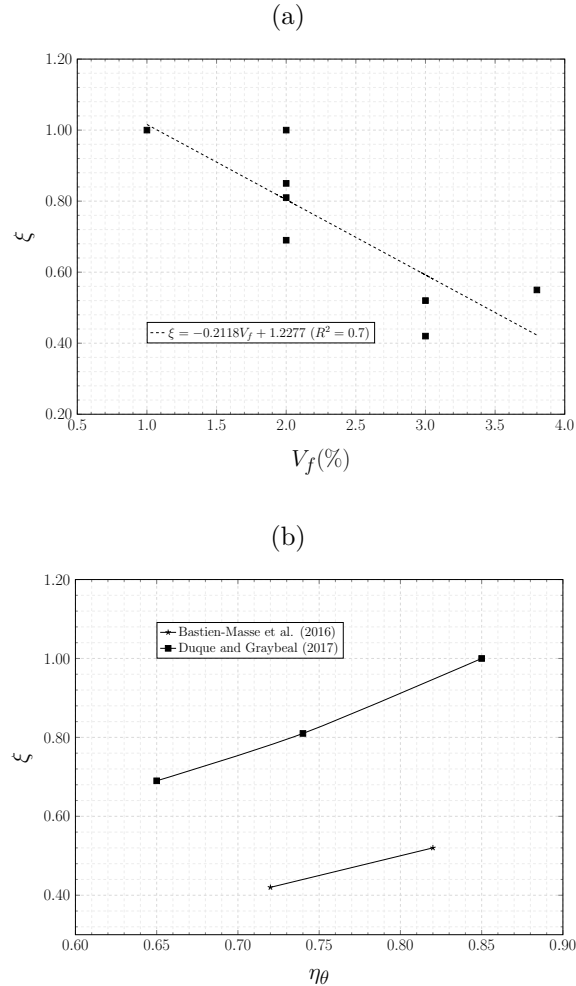 (a)
1.20
1.00
0.80
0.60
0.40
0.20
ξ
ξ = −0.2118V_f + 1.2277 (R² = 0.7)
0.5 1.0 1.5 2.0 2.5 3.0 3.5 4.0
V_f(%)
(b)
1.20
1.00
0.80
0.60
0.40
ξ
Bastien-Masse et al. (2016)
Duque and Graybeal (2017)
0.60 0.65 0.70 0.75 0.80 0.85 0.90
η_θ